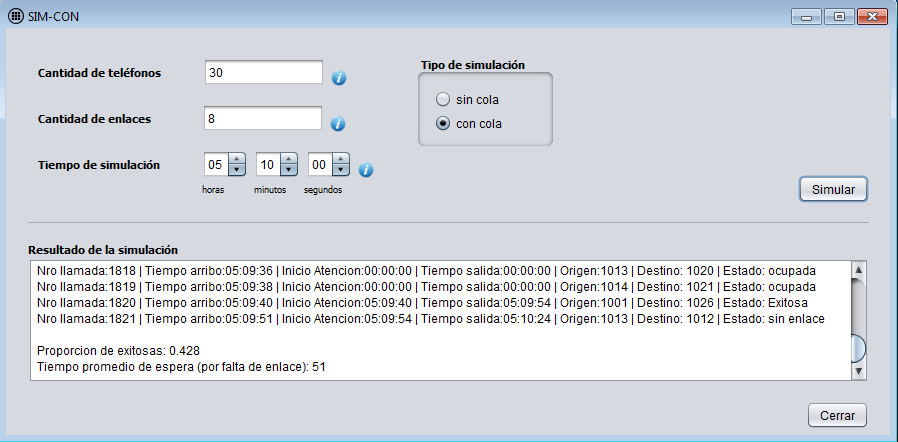 SIM-CON
Cantidad de teléfonos
30
Tipo de simulación
sin cola
con cola
Cantidad de enlaces
8
Tiempo de simulación
05 10 00
horas minutos segundos
Simular
Resultado de la simulación
Nro llamada:1818 | Tiempo arribo:05:09:36 | Inicio Atencion:00:00:00 | Tiempo salida:00:00:00 | Origen:1013 | Destino: 1020 | Estado: ocupada
Nro llamada:1819 | Tiempo arribo:05:09:38 | Inicio Atencion:00:00:00 | Tiempo salida:00:00:00 | Origen:1014 | Destino: 1021 | Estado: ocupada
Nro llamada:1820 | Tiempo arribo:05:09:40 | Inicio Atencion:05:09:40 | Tiempo salida:05:09:54 | Origen:1001 | Destino: 1026 | Estado: Exitosa
Nro llamada:1821 | Tiempo arribo:05:09:51 | Inicio Atencion:05:09:54 | Tiempo salida:05:10:24 | Origen:1013 | Destino: 1012 | Estado: sin enlace
Proporcion de exitosas: 0.428
Tiempo promedio de espera (por falta de enlace): 51
Cerrar